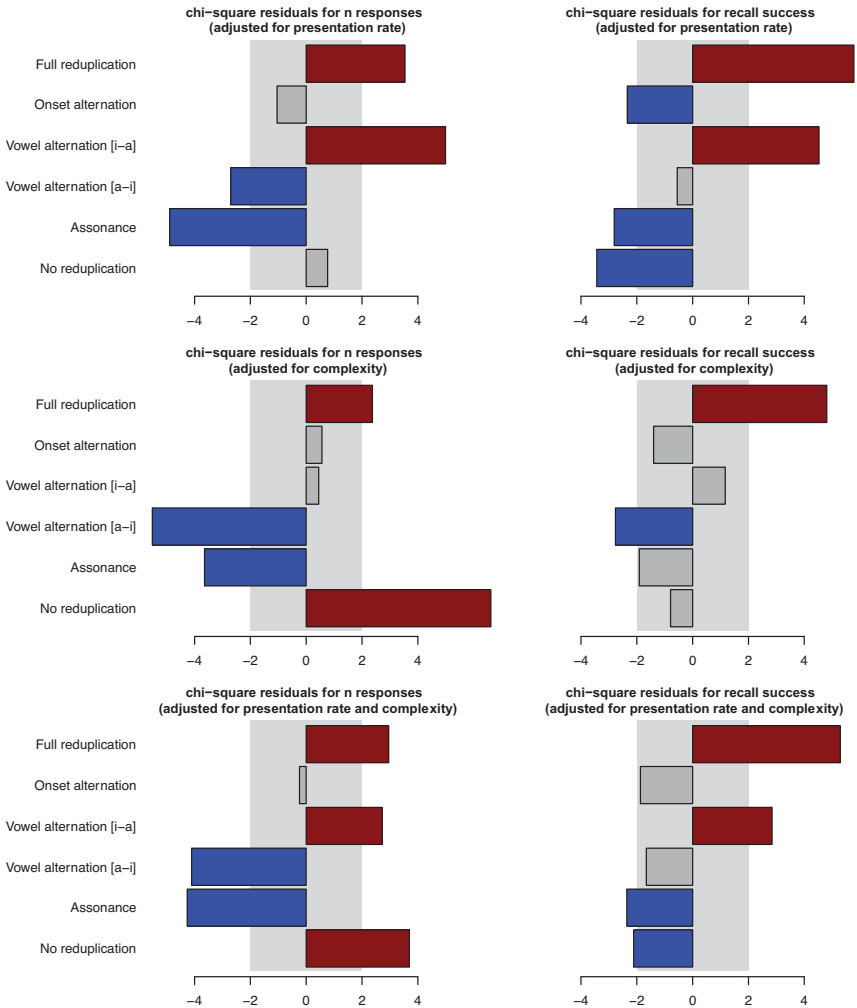 chi−square residuals for n responses
(adjusted for presentation rate)
chi−square residuals for recall success
(adjusted for presentation rate)
Full reduplication
Onset alternation
Vowel alternation [i−a]
Vowel alternation [a−i]
Assonance
No reduplication
−4 −2 0 2 4
−4 −2 0 2 4
chi−square residuals for n responses
(adjusted for complexity)
chi−square residuals for recall success
(adjusted for complexity)
Full reduplication
Onset alternation
Vowel alternation [i−a]
Vowel alternation [a−i]
Assonance
No reduplication
−4 −2 0 2 4
−4 −2 0 2 4
chi−square residuals for n responses
(adjusted for presentation rate and complexity)
chi−square residuals for recall success
(adjusted for presentation rate and complexity)
Full reduplication
Onset alternation
Vowel alternation [i−a]
Vowel alternation [a−i]
Assonance
No reduplication
−4 −2 0 2 4
−4 −2 0 2 4